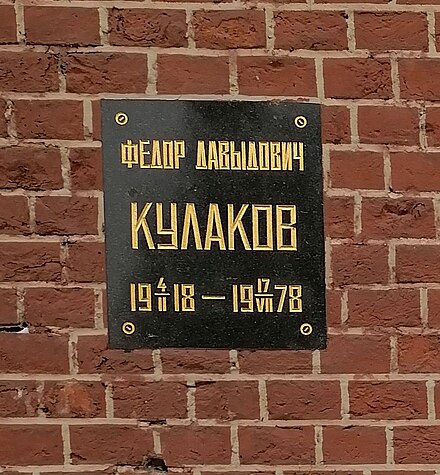 ФЕДОР ДАВЫДОВИЧ
КУЛАКОВ
19 4/II 18 — 19 17/VII 78